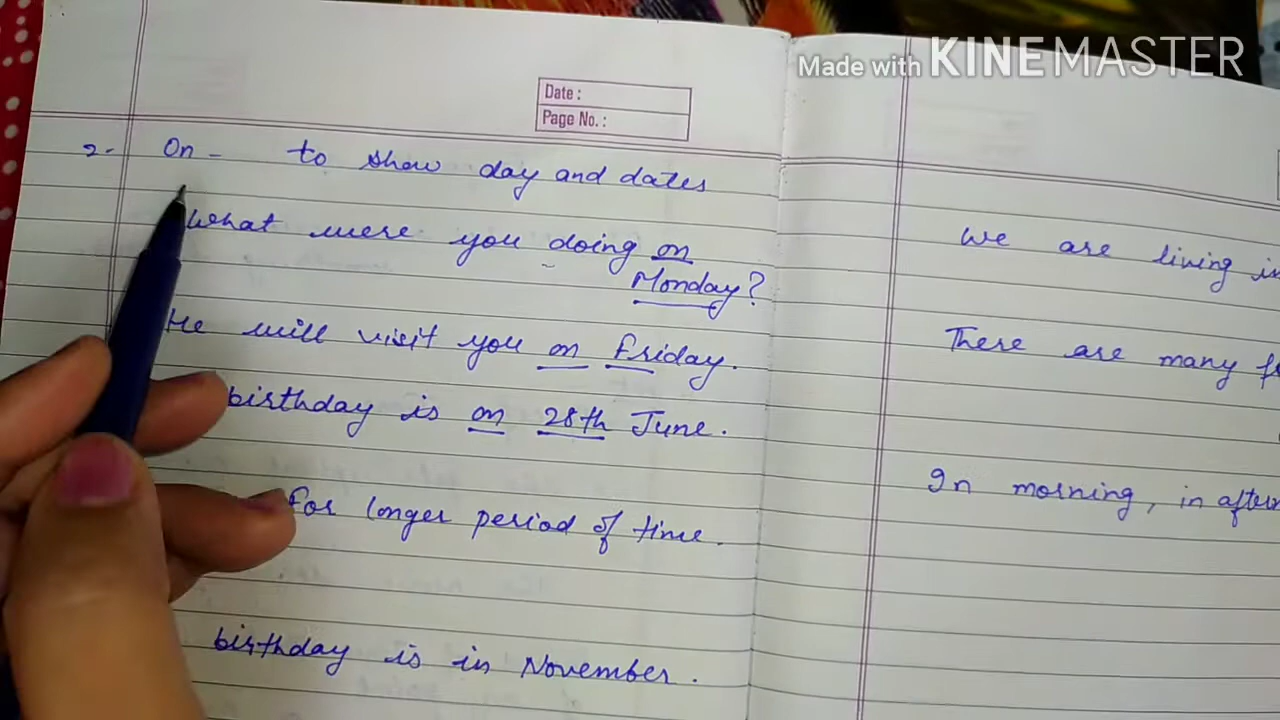 Made with KINEMASTER
Date :
Page No. :
2- On - to show day and dates
What were you doing on
Monday?
He will visit you on Friday.
birthday is on 28th June.
For longer period of time.
birthday is in November.
We are living in
There are many
In morning, in